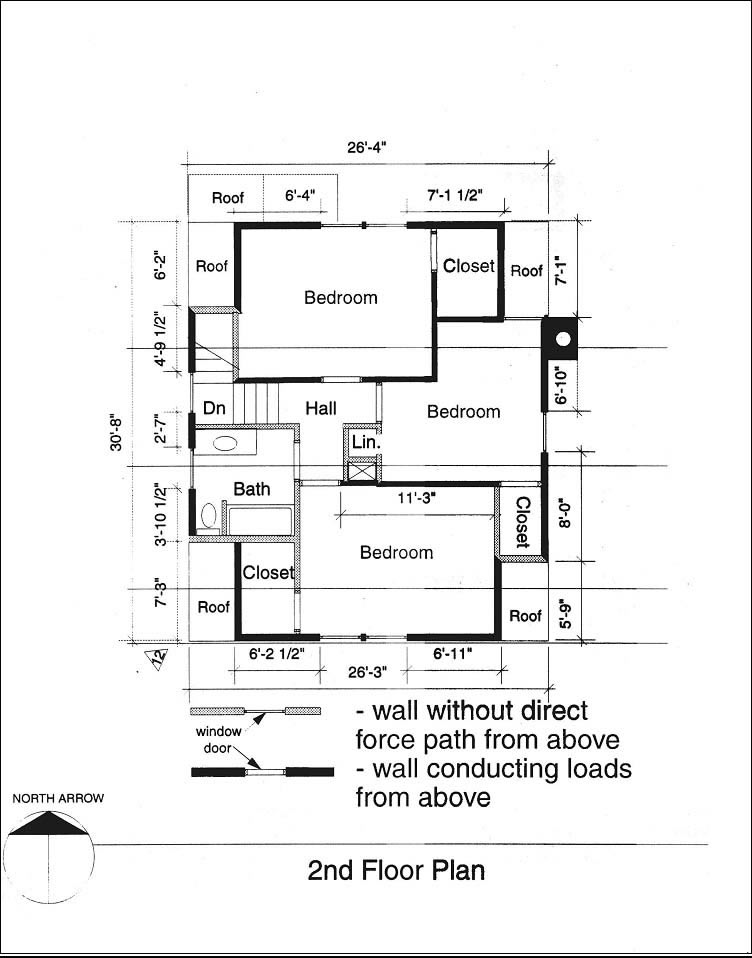 26'-4"
Roof
6'-4"
7'-1 1/2"
6'-2"
Roof
Closet
Roof
7'-1"
Bedroom
4'-9 1/2"
6'-10"
Dn
Hall
Bedroom
2'-7"
30'-8"
Lin.
Bath
11'-3"
3'-10 1/2"
Closet
8'-0"
Bedroom
Closet
7'-3"
Roof
Roof
5'-9"
12
6'-2 1/2"
6'-11"
26'-3"
- wall without direct
force path from above
window
door
- wall conducting loads
from above
NORTH ARROW
2nd Floor Plan